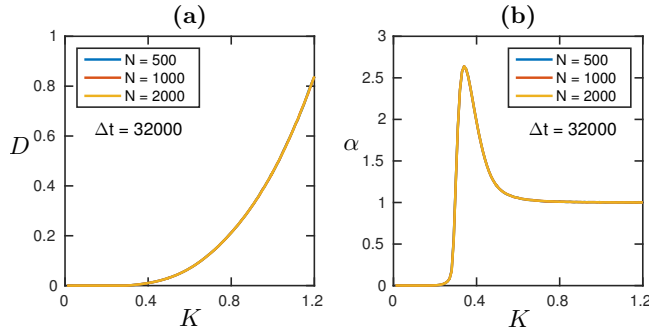 (a)
1
0.8
0.6
0.4
0.2
0
D
N = 500
N = 1000
N = 2000
Δt = 32000
0 0.4 0.8 1.2
K
(b)
3
2.5
2
1.5
1
0.5
0
α
N = 500
N = 1000
N = 2000
Δt = 32000
0 0.4 0.8 1.2
K